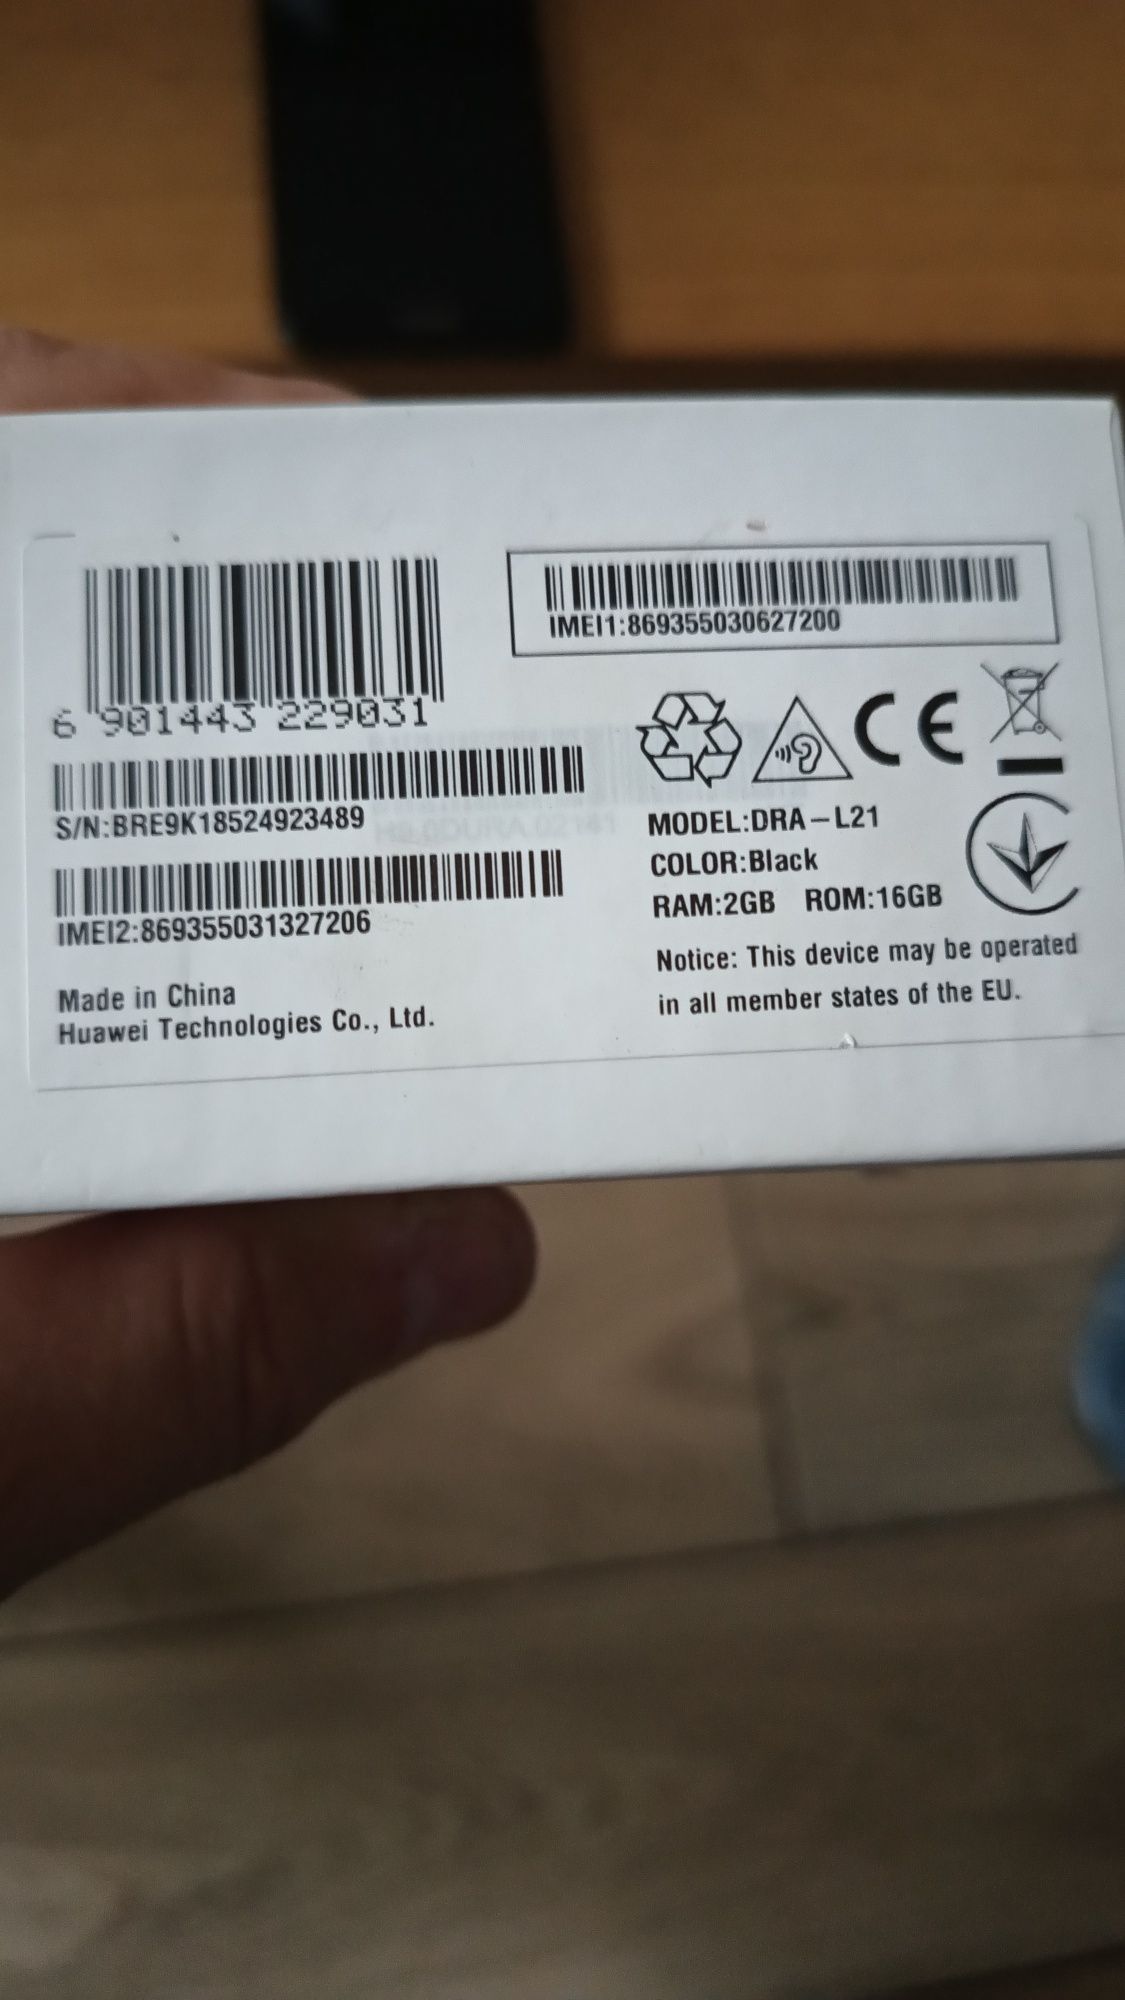 6 901443 229031
S/N:BRE9K18524923489
IMEI2:869355031327206
Made in China
Huawei Technologies Co., Ltd.
IMEI1:869355030627200
CE
MODEL:DRA-L21
COLOR:Black
RAM:2GB ROM:16GB
Notice: This device may be operated
in all member states of the EU.